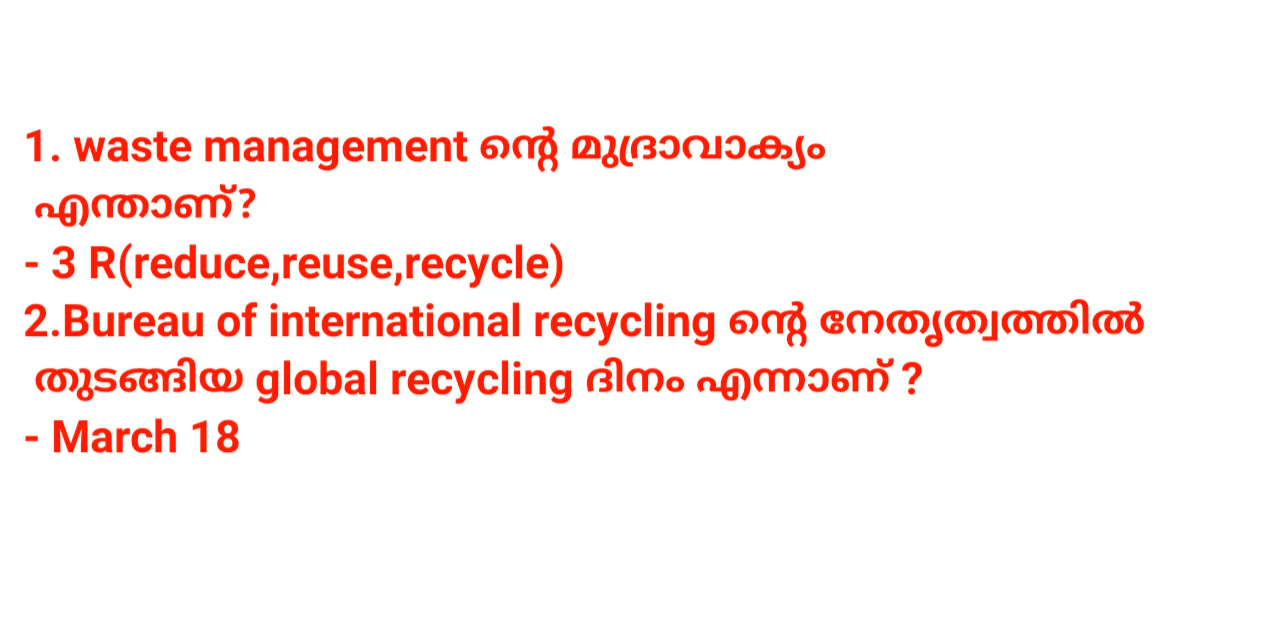 1. waste management ന്റെ മുദ്രാവാക്യം
എന്താണ്?
- 3 R(reduce,reuse,recycle)
2.Bureau of international recycling ന്റെ നേതൃത്വത്തിൽ
തുടങ്ങിയ global recycling ദിനം എന്നാണ് ?
- March 18